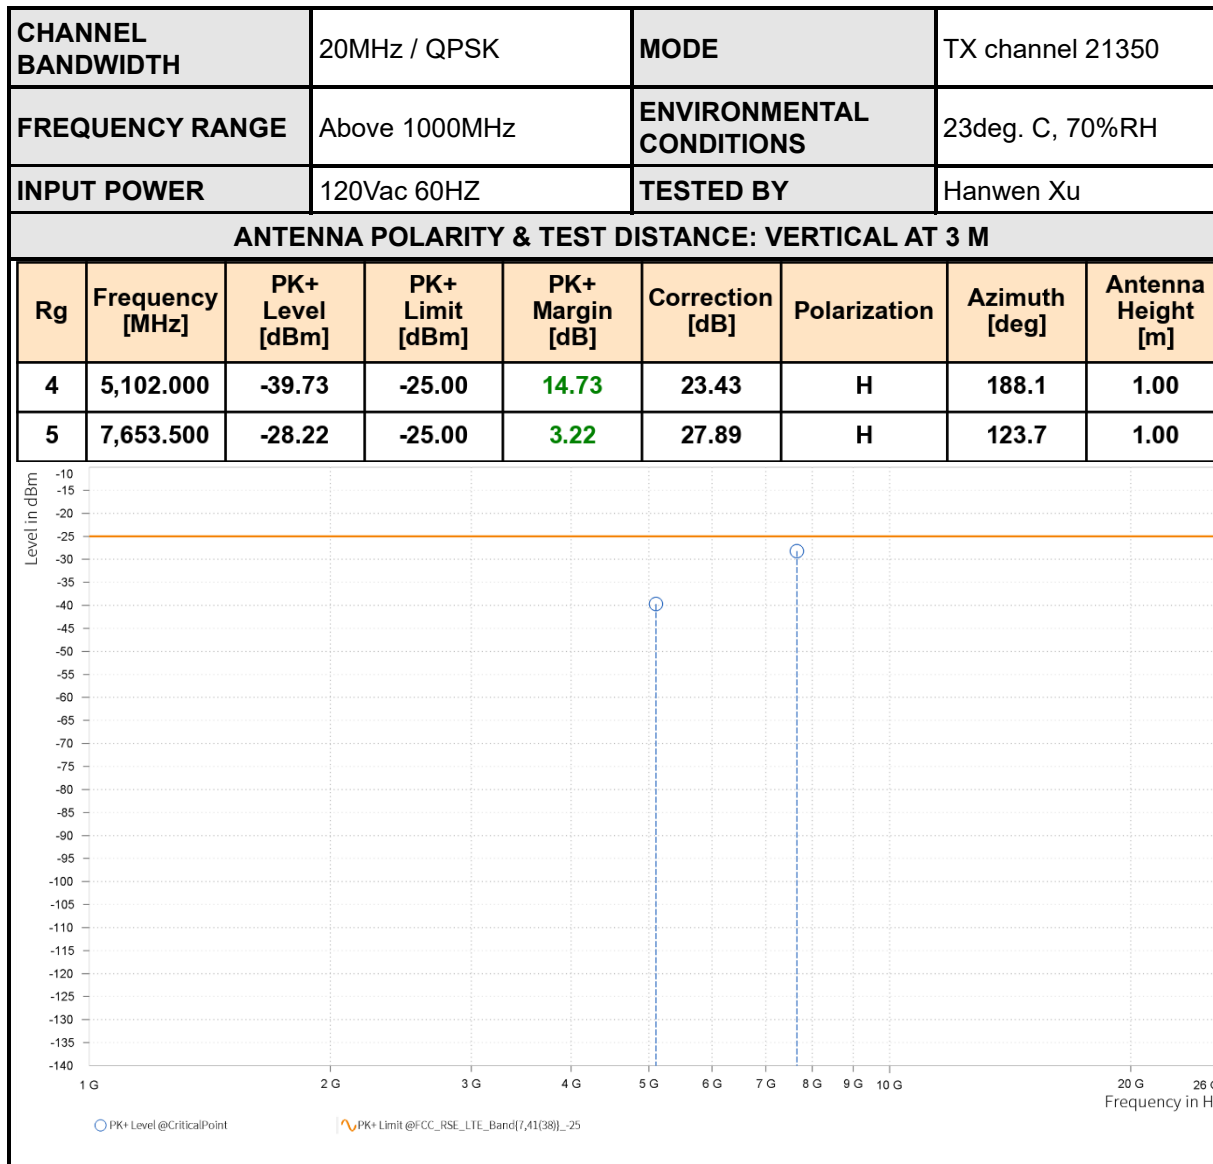 CHANNEL
BANDWIDTH
20MHz / QPSK
MODE
TX channel 21350
FREQUENCY RANGE
Above 1000MHz
ENVIRONMENTAL
CONDITIONS
23deg. C, 70%RH
INPUT POWER
120Vac 60HZ
TESTED BY
Hanwen Xu
ANTENNA POLARITY & TEST DISTANCE: VERTICAL AT 3 M
Rg
Frequency
[MHz]
PK+
Level
[dBm]
PK+
Limit
[dBm]
PK+
Margin
[dB]
Correction
[dB]
Polarization
Azimuth
[deg]
Antenna
Height
[m]
4 5,102.000 -39.73 -25.00 14.73 23.43 H 188.1 1.00
5 7,653.500 -28.22 -25.00 3.22 27.89 H 123.7 1.00
Level in dBm
-10
-15
-20
-25
-30
-35
-40
-45
-50
-55
-60
-65
-70
-75
-80
-85
-90
-95
-100
-105
-110
-115
-120
-125
-130
-135
-140
1 G 2 G 3 G 4 G 5 G 6 G 7 G 8 G 9 G 10 G 20 G 26
Frequency in H
PK+ Level @CriticalPoint
PK+ Limit @FCC_RSE_LTE_Band{7,41(38)}_-25